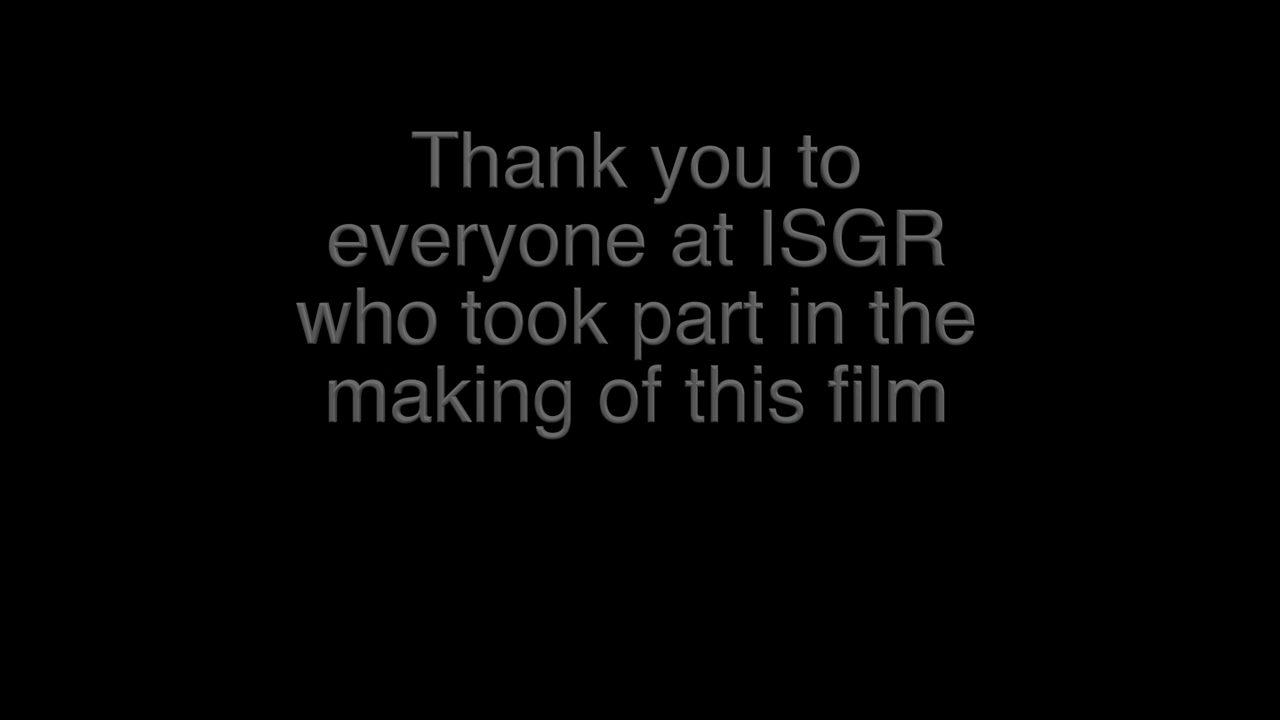 Thank you to
everyone at ISGR
who took part in the
making of this film